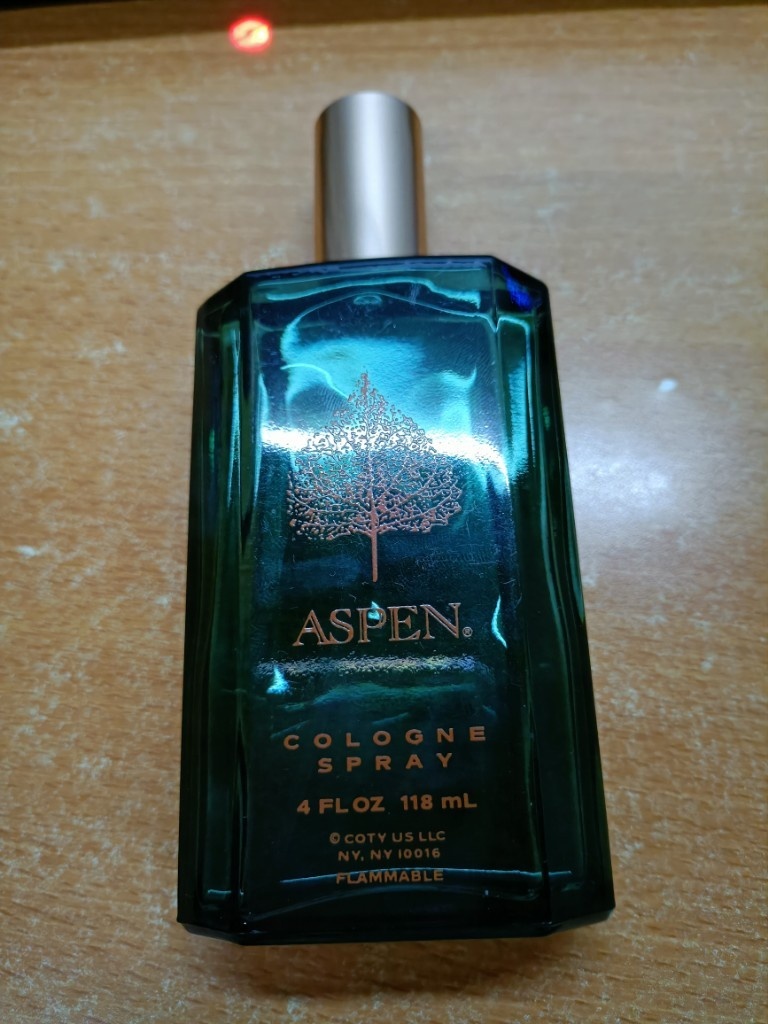 ASPEN®
COLOGNE
SPRAY
4 FL OZ 118 mL
© COTY US LLC
NY, NY 10016
FLAMMABLE